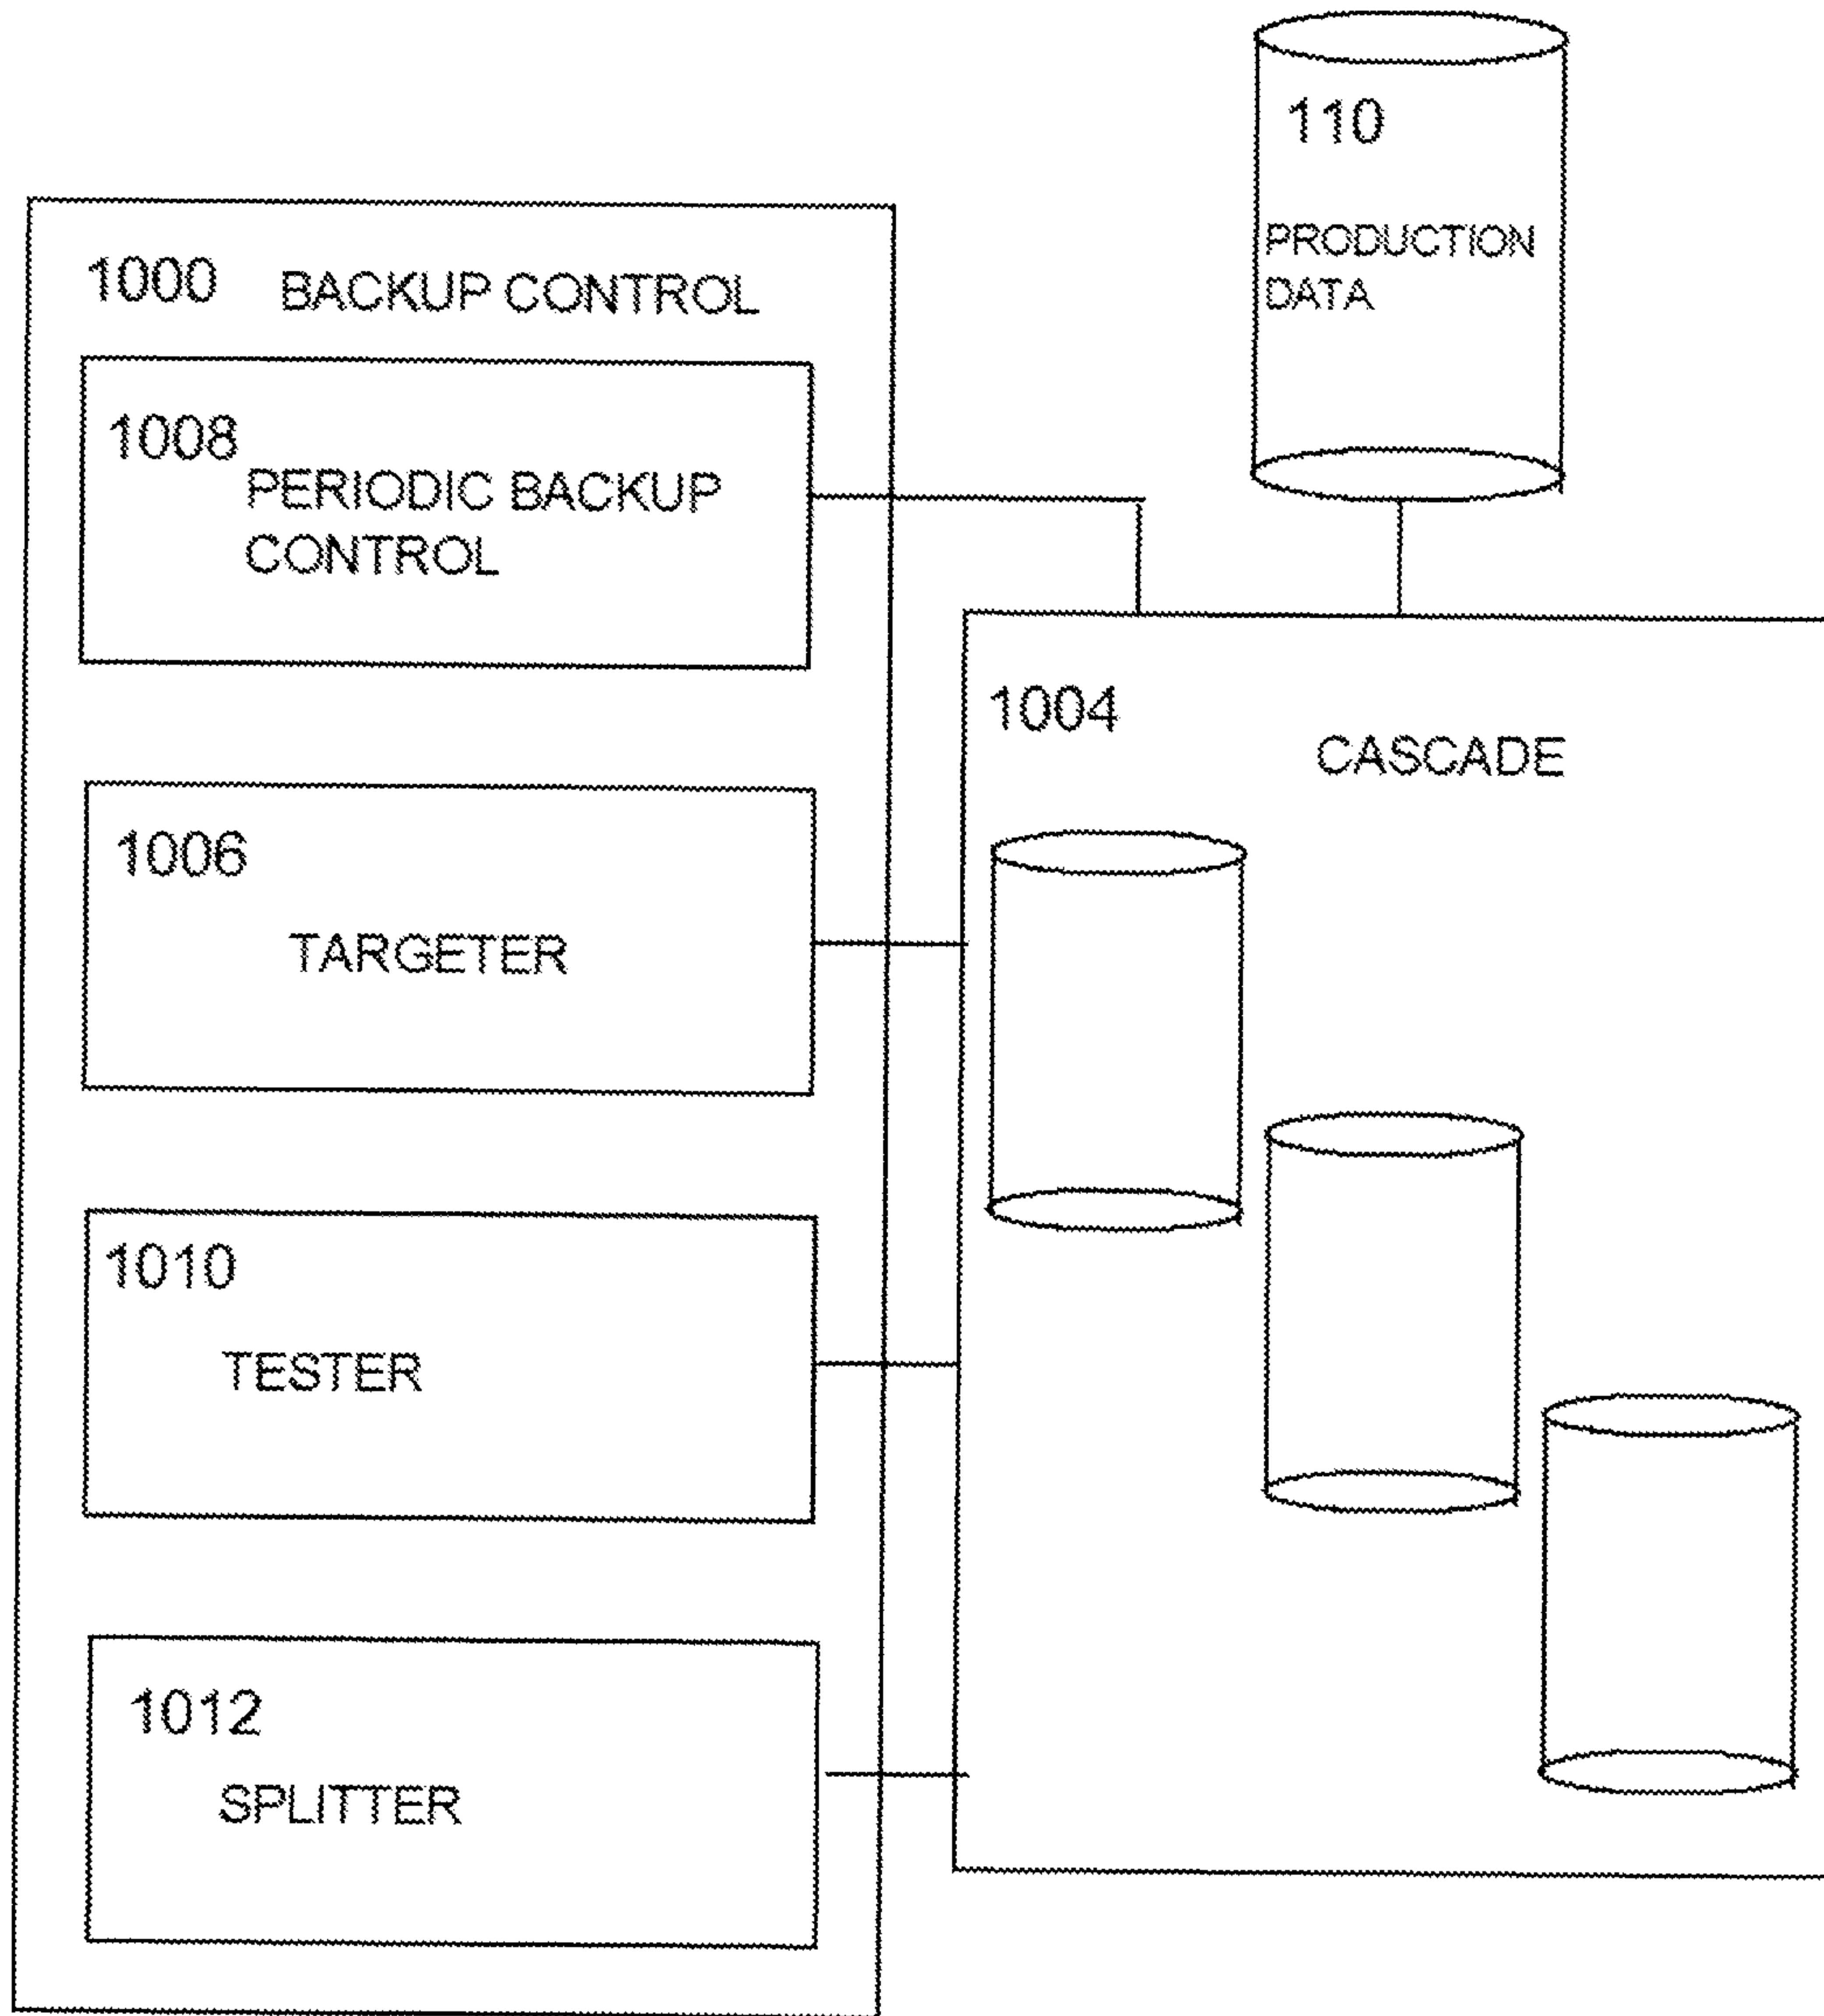 110
PRODUCTION
DATA
1000 BACKUP CONTROL
1008
PERIODIC BACKUP
CONTROL
1004
CASCADE
1006
TARGETER
1010
TESTER
1012
SPLITTER